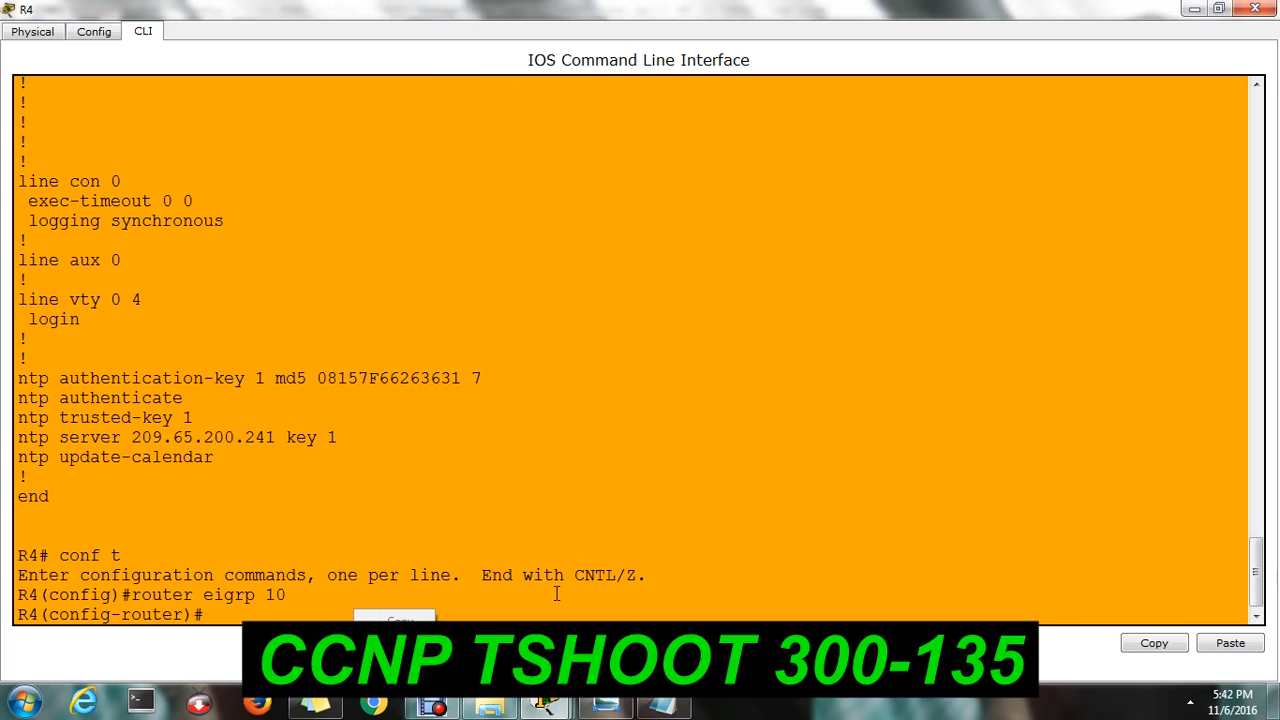 R4
Physical Config CLI
IOS Command Line Interface
!
!
!
!
!
line con 0
exec-timeout 0 0
logging synchronous
!
line aux 0
!
line vty 0 4
login
!
!
ntp authentication-key 1 md5 08157F66263631 7
ntp authenticate
ntp trusted-key 1
ntp server 209.65.200.241 key 1
ntp update-calendar
!
end
R4# conf t
Enter configuration commands, one per line.  End with CNTL/Z.
R4(config)#router eigrp 10
R4(config-router)#
Copy Paste
CCNP TSHOOT 300-135
5:42 PM
11/6/2016